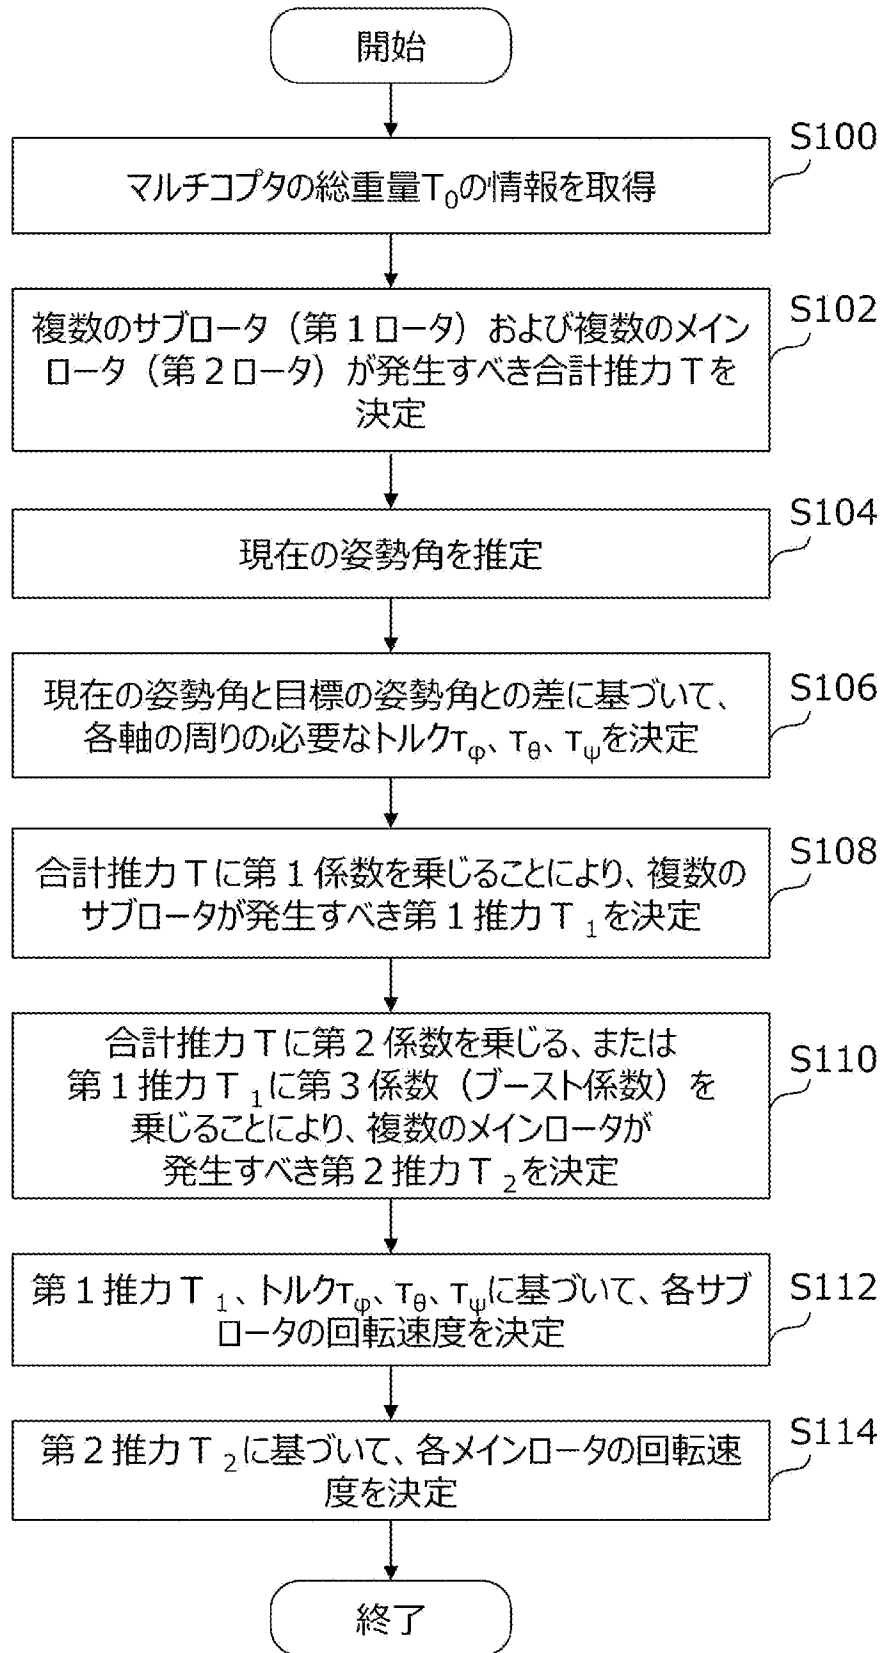 開始
S100
マルチコプタの総重量T₀の情報を取得
S102
複数のサブロータ（第１ロータ）および複数のメイン
ロータ（第２ロータ）が発生すべき合計推力Ｔを
決定
S104
現在の姿勢角を推定
S106
現在の姿勢角と目標の姿勢角との差に基づいて、
各軸の周りの必要なトルクτφ、τθ、τψを決定
S108
合計推力Ｔに第１係数を乗じることにより、複数の
サブロータが発生すべき第１推力Ｔ₁を決定
S110
合計推力Ｔに第２係数を乗じる、または
第１推力Ｔ₁に第３係数（ブースト係数）を
乗じることにより、複数のメインロータが
発生すべき第２推力Ｔ₂を決定
S112
第１推力Ｔ₁、トルクτφ、τθ、τψに基づいて、各サブ
ロータの回転速度を決定
S114
第２推力Ｔ₂に基づいて、各メインロータの回転速
度を決定
終了